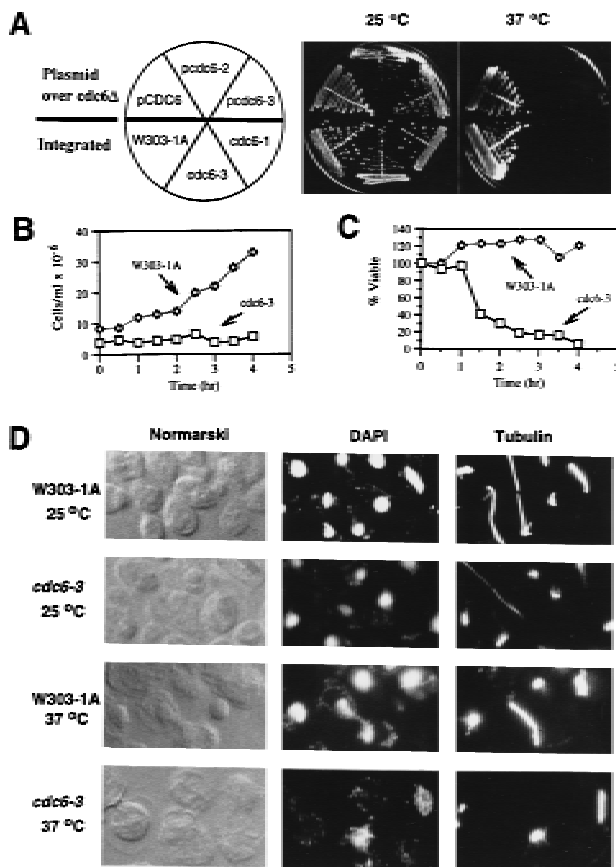 A
25 °C
37 °C
Plasmid
over cdc6Δ
Integrated
pcdc6-2
pCDC6
pcdc6-3
W303-1A
cdc6-1
cdc6-3
B
Cells/ml x 10⁻⁶
40
30
20
10
0
0 1 2 3 4 5
Time (hr)
W303-1A
cdc6-3
C
% Viable
140
120
100
80
60
40
20
0
0 1 2 3 4 5
Time (hr)
W303-1A
cdc6-3
D
Normarski
DAPI
Tubulin
W303-1A
25 °C
cdc6-3
25 °C
W303-1A
37 °C
cdc6-3
37 °C